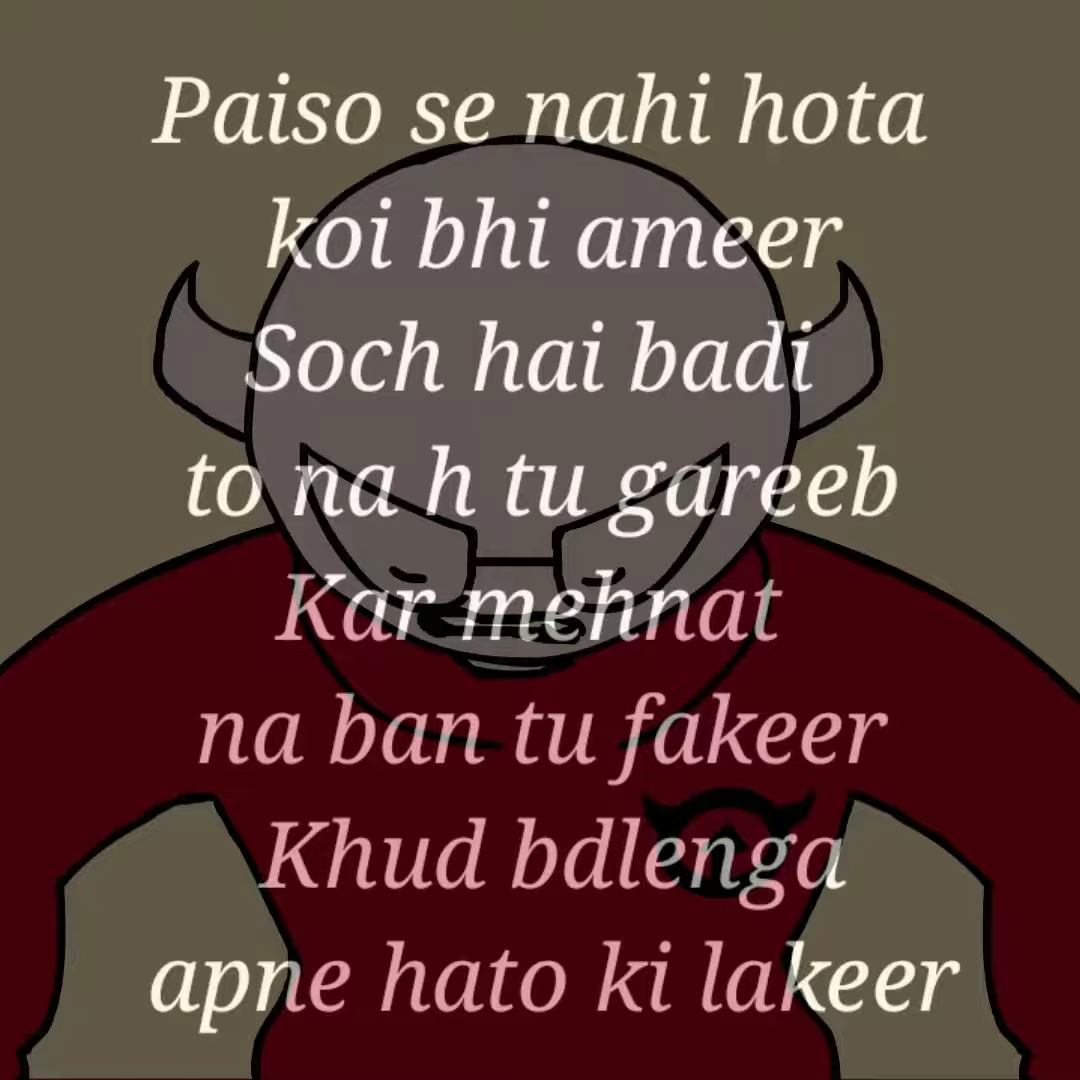 Paiso se nahi hota
koi bhi ameer
Soch hai badi
to na h tu gareeb
Kar mehnat
na ban tu fakeer
Khud bdlenga
apne hato ki lakeer